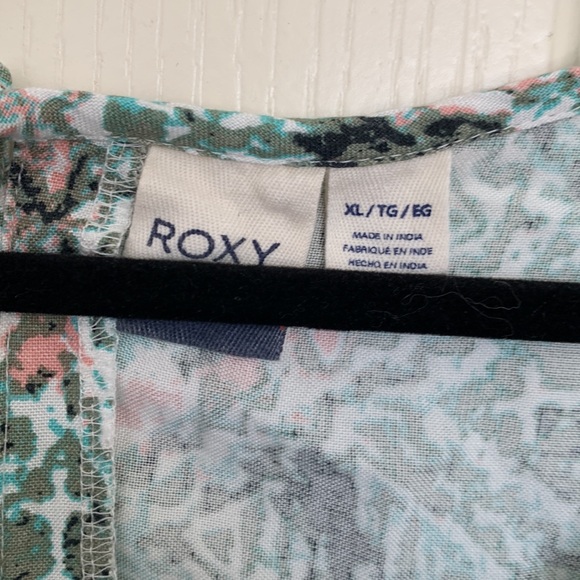 ROXY
XL/TG/EG
MADE IN INDIA
FABRIQUÉ EN INDE
HECHO EN INDIA